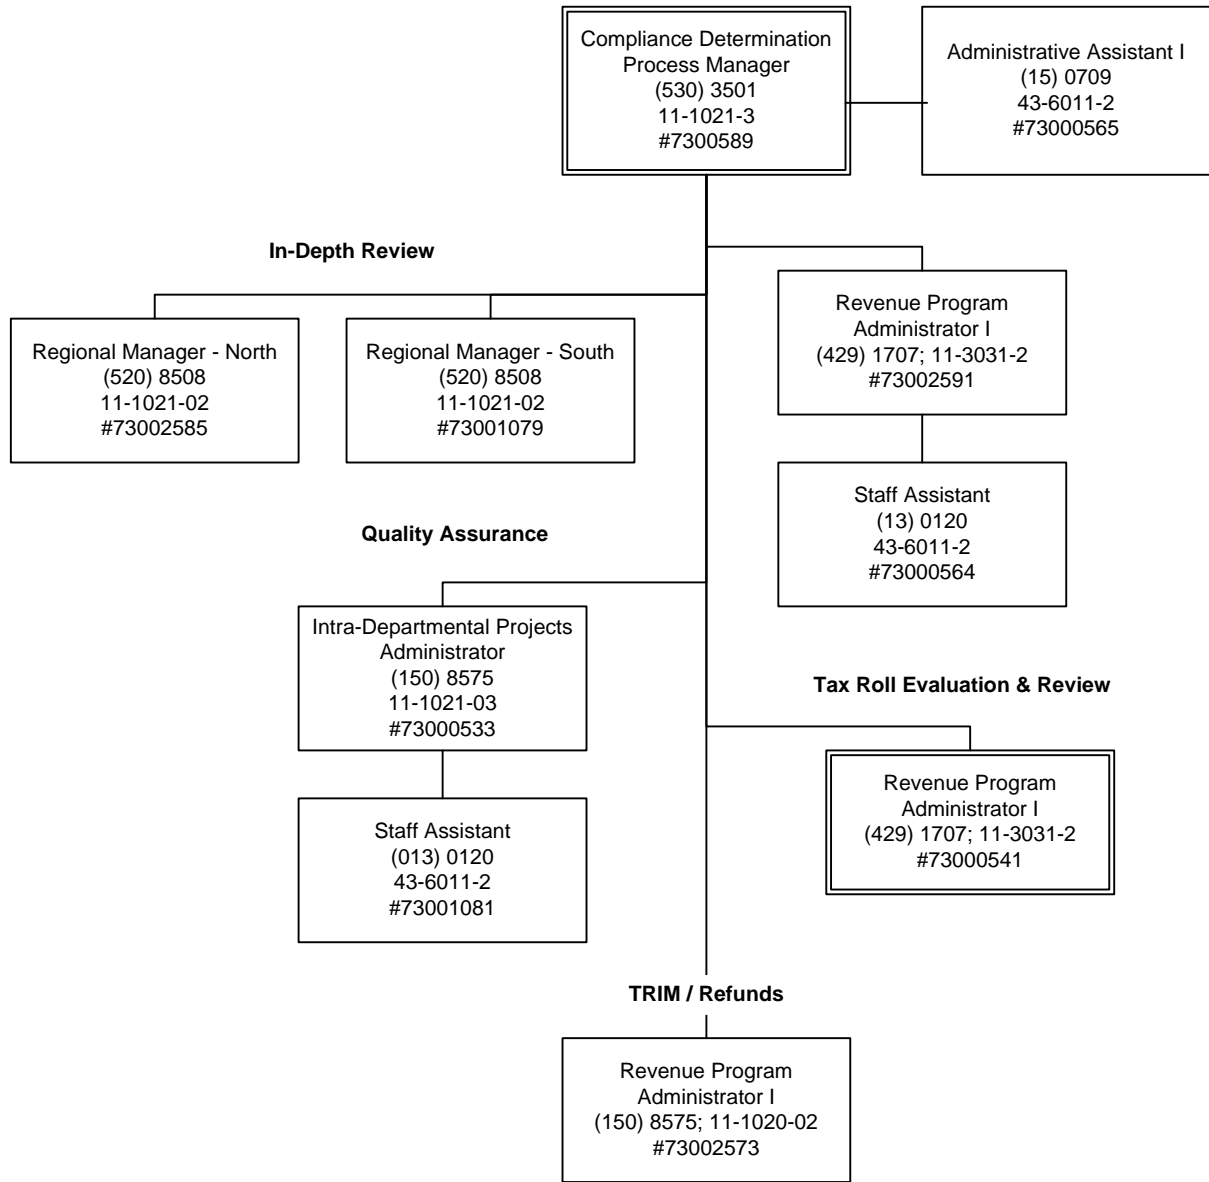 Compliance Determination
Process Manager
(530) 3501
11-1021-3
#7300589
Administrative Assistant I
(15) 0709
43-6011-2
#73000565
In-Depth Review
Regional Manager - North
(520) 8508
11-1021-02
#73002585
Regional Manager - South
(520) 8508
11-1021-02
#73001079
Revenue Program
Administrator I
(429) 1707; 11-3031-2
#73002591
Staff Assistant
(13) 0120
43-6011-2
#73000564
Quality Assurance
Intra-Departmental Projects
Administrator
(150) 8575
11-1021-03
#73000533
Staff Assistant
(013) 0120
43-6011-2
#73001081
Tax Roll Evaluation & Review
Revenue Program
Administrator I
(429) 1707; 11-3031-2
#73000541
TRIM / Refunds
Revenue Program
Administrator I
(150) 8575; 11-1020-02
#73002573